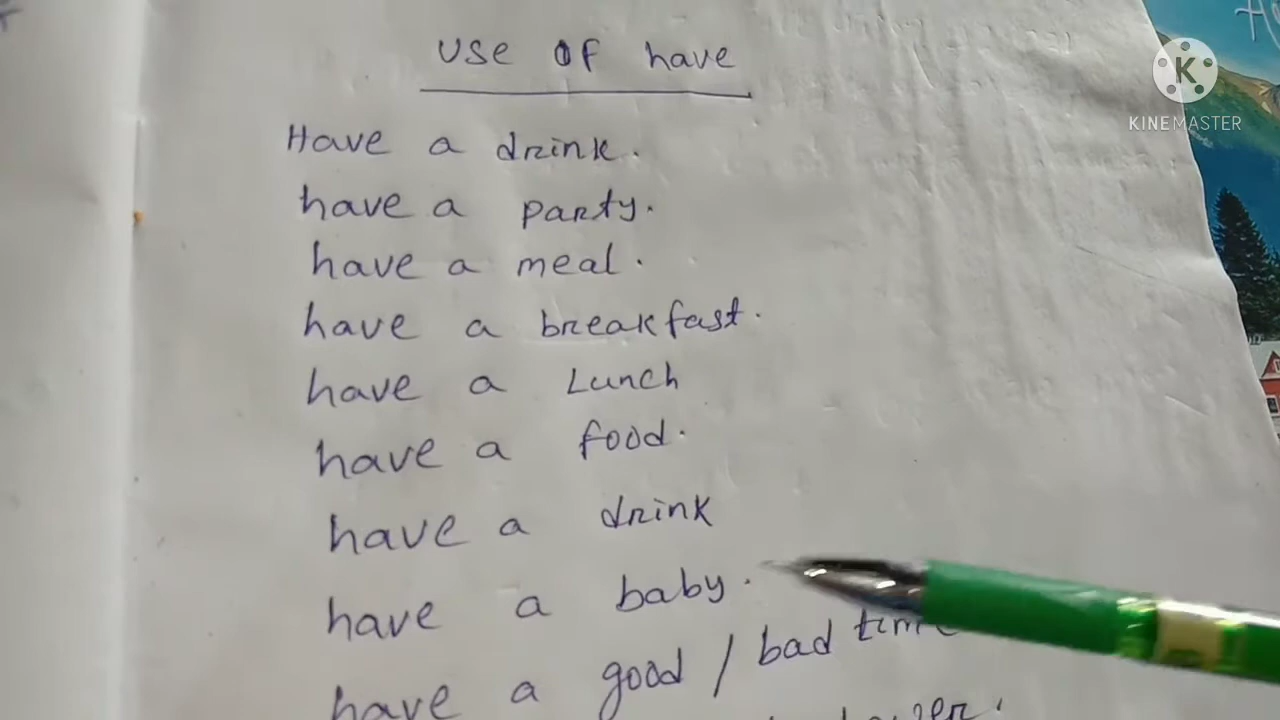 use of have
Have a drink.
have a party.
have a meal.
have a breakfast.
have a Lunch
have a food.
have a drink
have a baby.
have a good / bad time
KINEMASTER